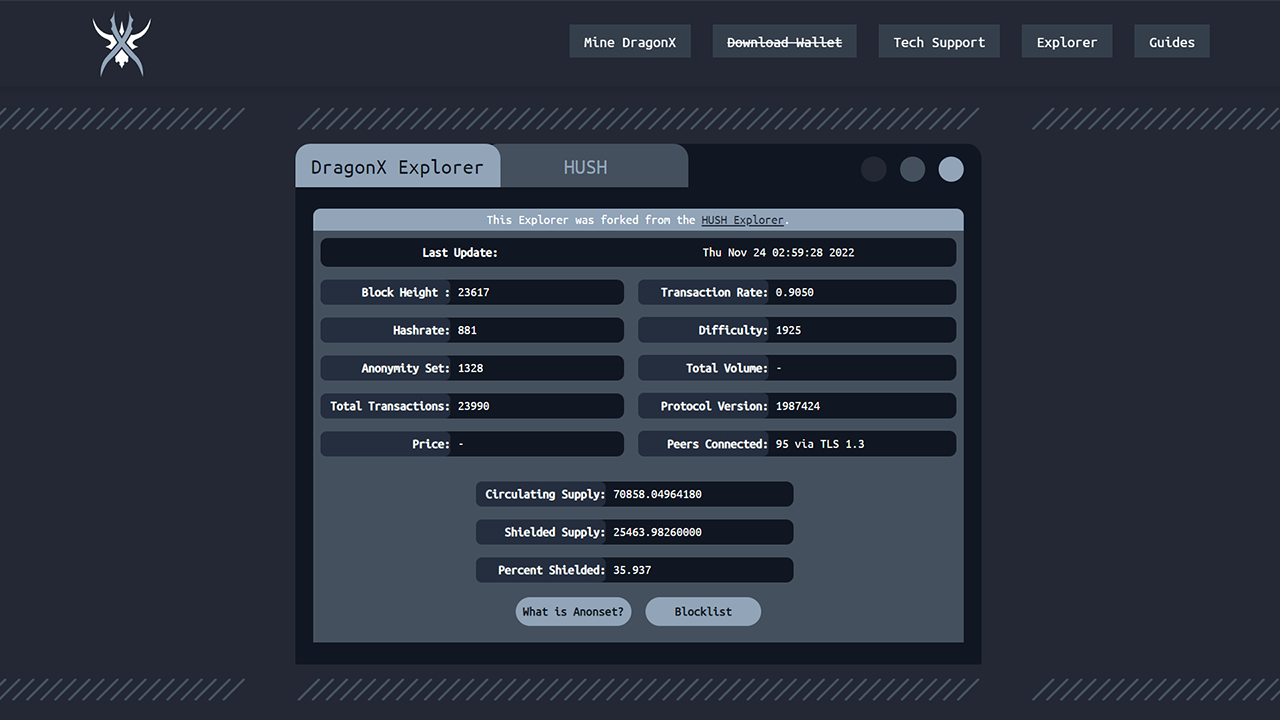 Mine DragonX Download Wallet Tech Support Explorer Guides
DragonX Explorer HUSH
This Explorer was forked from the HUSH Explorer.
Last Update: Thu Nov 24 02:59:28 2022
Block Height : 23617 Transaction Rate: 0.9050
Hashrate: 881 Difficulty: 1925
Anonymity Set: 1328 Total Volume: -
Total Transactions: 23990 Protocol Version: 1987424
Price: - Peers Connected: 95 via TLS 1.3
Circulating Supply: 70858.04964180
Shielded Supply: 25463.98260000
Percent Shielded: 35.937
What is Anonset? Blocklist